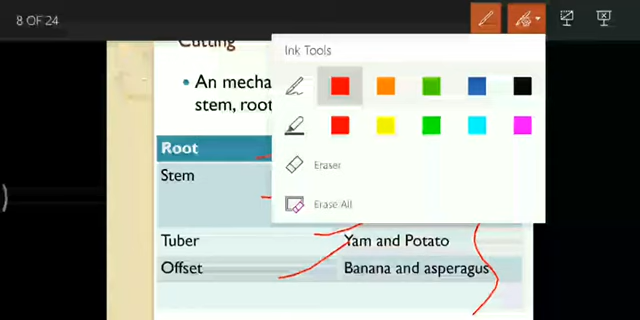 8 OF 24
Cutting
Ink Tools
• An mecha
stem, root
Eraser
Root
Stem
Erase All
Tuber Yam and Potato
Offset Banana and asperagus